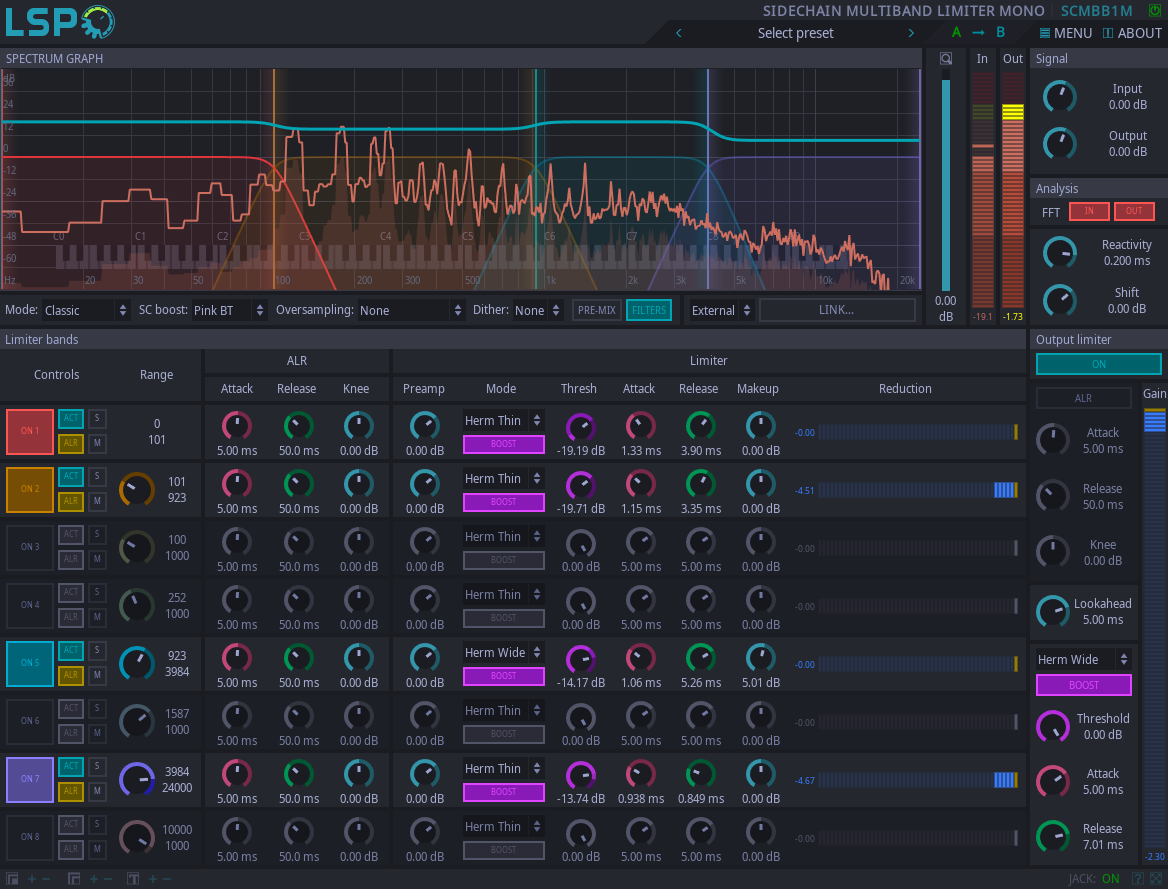 LSP SIDECHAIN MULTIBAND LIMITER MONO SCMBB1M
Select preset A B MENU ABOUT
SPECTRUM GRAPH In Out Signal
dB
36
24
12
0
-12
-24
-36
-48
-60
Hz 20 30 50 100 200 300 500 1k 2k 3k 5k 10k 20k
C0 C1 C2 C3 C4 C5 C6 C7 C8
0.00
dB
-19.1 -1.73
Input
0.00 dB
Output
0.00 dB
Analysis
FFT IN OUT
Reactivity
0.200 ms
Shift
0.00 dB
Mode: Classic SC boost: Pink BT Oversampling: None Dither: None PRE-MIX FILTERS External LINK...
Limiter bands
Controls Range ALR Limiter
Attack Release Knee Preamp Mode Thresh Attack Release Makeup Reduction
ON 1 ACT S ALR M 0 101 5.00 ms 50.0 ms 0.00 dB 0.00 dB Herm Thin BOOST -19.19 dB 1.33 ms 3.90 ms 0.00 dB -0.00
ON 2 ACT S ALR M 101 923 5.00 ms 50.0 ms 0.00 dB 0.00 dB Herm Thin BOOST -19.71 dB 1.15 ms 3.35 ms 0.00 dB -4.51
ON 3 ACT S ALR M 100 1000 5.00 ms 50.0 ms 0.00 dB 0.00 dB Herm Thin BOOST 0.00 dB 5.00 ms 5.00 ms 0.00 dB -0.00
ON 4 ACT S ALR M 252 1000 5.00 ms 50.0 ms 0.00 dB 0.00 dB Herm Thin BOOST 0.00 dB 5.00 ms 5.00 ms 0.00 dB -0.00
ON 5 ACT S ALR M 923 3984 5.00 ms 50.0 ms 0.00 dB 0.00 dB Herm Wide BOOST -14.17 dB 1.06 ms 5.26 ms 5.01 dB -0.00
ON 6 ACT S ALR M 1587 1000 5.00 ms 50.0 ms 0.00 dB 0.00 dB Herm Thin BOOST 0.00 dB 5.00 ms 5.00 ms 0.00 dB -0.00
ON 7 ACT S ALR M 3984 24000 5.00 ms 50.0 ms 0.00 dB 0.00 dB Herm Thin BOOST -13.74 dB 0.938 ms 0.849 ms 0.00 dB -4.67
ON 8 ACT S ALR M 10000 1000 5.00 ms 50.0 ms 0.00 dB 0.00 dB Herm Thin BOOST 0.00 dB 5.00 ms 5.00 ms 0.00 dB -0.00
Output limiter
ON
ALR Gain
Attack
5.00 ms
Release
50.0 ms
Knee
0.00 dB
Lookahead
5.00 ms
Herm Wide
BOOST
Threshold
0.00 dB
Attack
5.00 ms
Release
7.01 ms
-2.30
JACK: ON